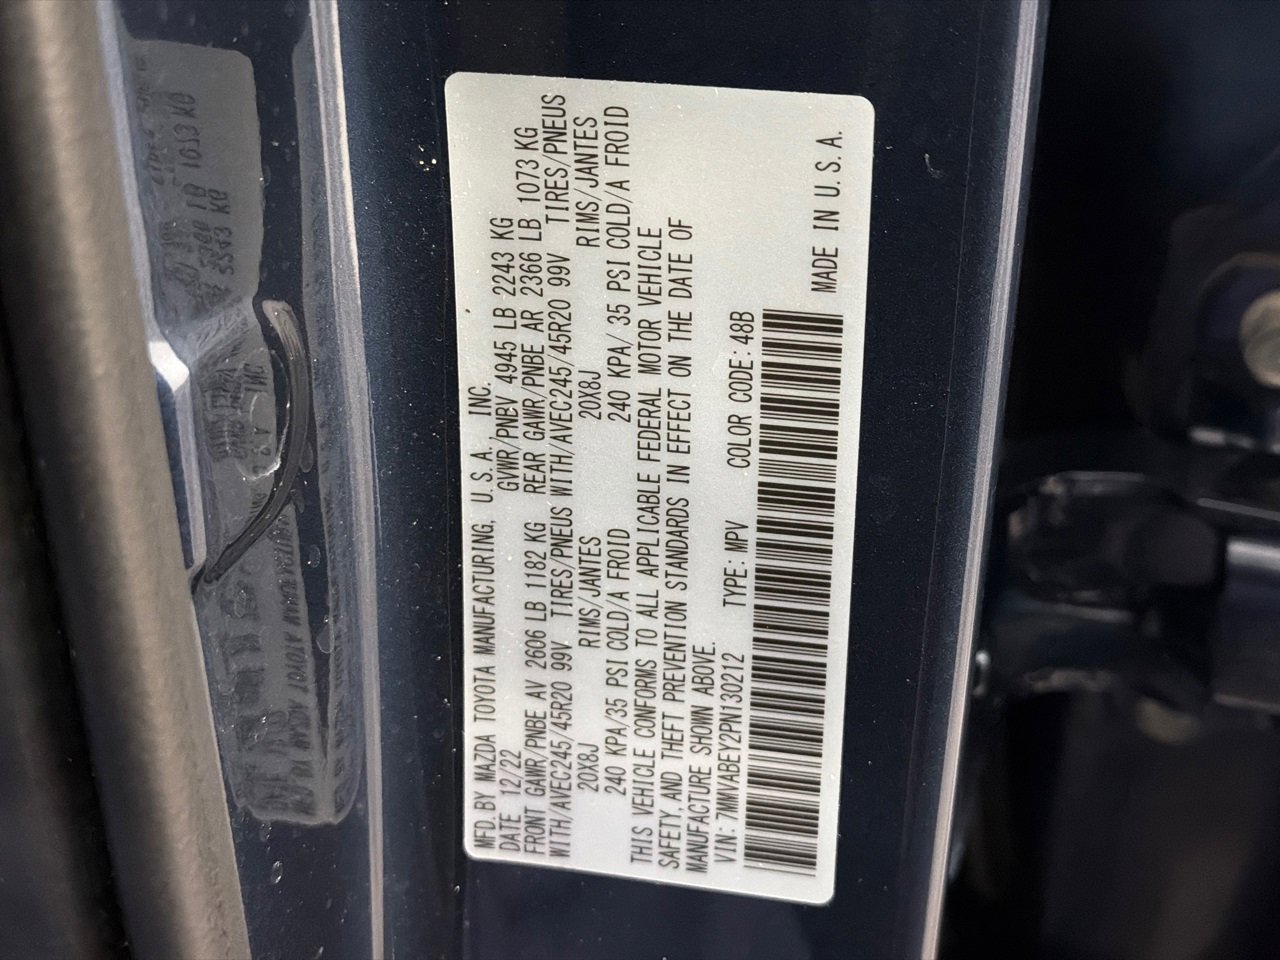 MFD. BY MAZDA TOYOTA MANUFACTURING, U.S.A., INC.
DATE 12/22 GVWR/PNBV 4945 LB 2243 KG
FRONT GAWR/PNBE AV 2606 LB 1182 KG REAR GAWR/PNBE AR 2366 LB 1073 KG
WITH/AVEC245/45R20 99V TIRES/PNEUS WITH/AVEC245/45R20 99V TIRES/PNEUS
20X8J RIMS/JANTES 20X8J RIMS/JANTES
240 KPA/35 PSI COLD/A FROID 240 KPA/ 35 PSI COLD/A FROID
THIS VEHICLE CONFORMS TO ALL APPLICABLE FEDERAL MOTOR VEHICLE
SAFETY, AND THEFT PREVENTION STANDARDS IN EFFECT ON THE DATE OF
MANUFACTURE SHOWN ABOVE.
VIN: 7MMVABEY2PN130212 TYPE: MPV COLOR CODE: 48B
MADE IN U.S.A.